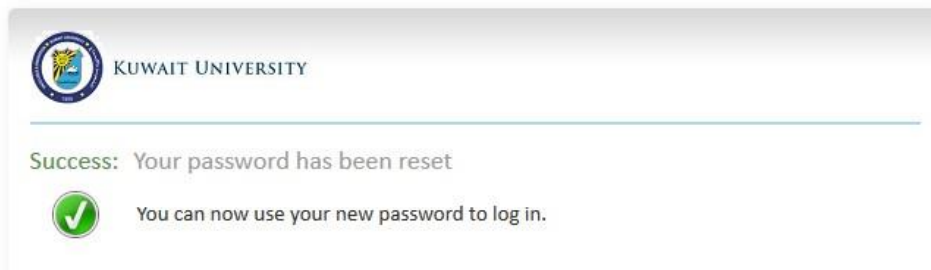 KUWAIT UNIVERSITY
Success: Your password has been reset
You can now use your new password to log in.